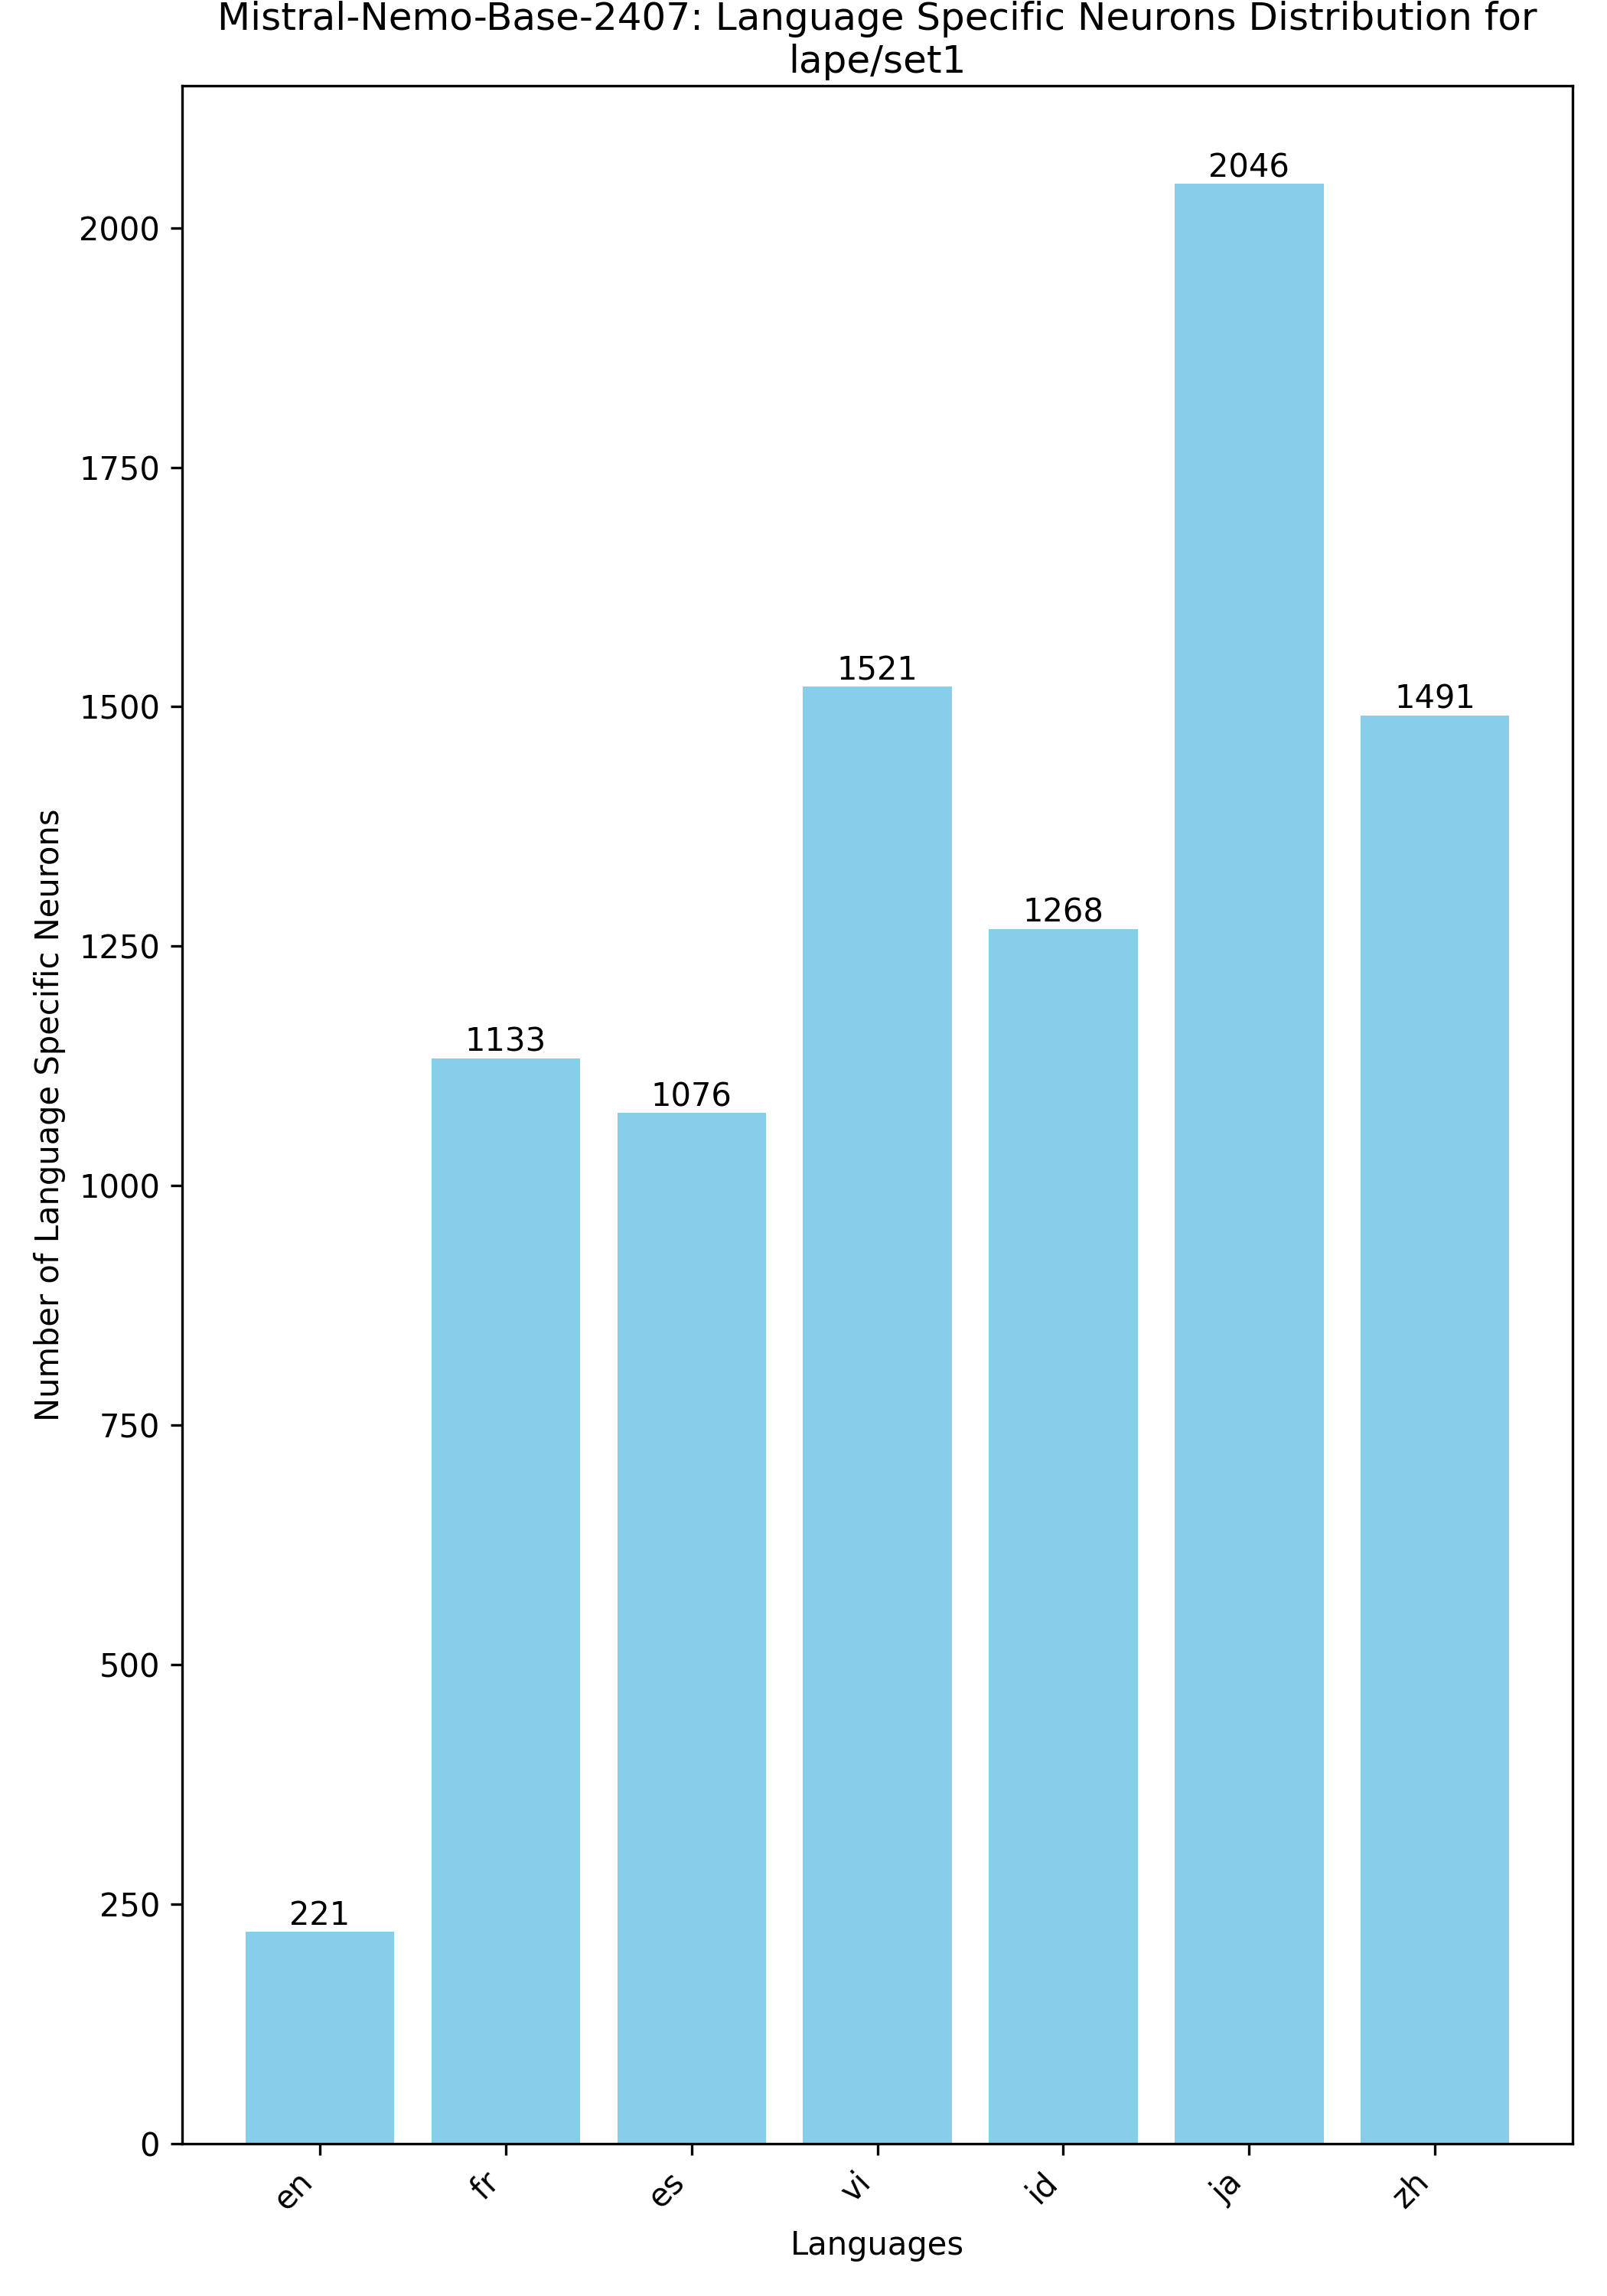 Mistral-Nemo-Base-2407: Language Specific Neurons Distribution for
lape/set1
2046
2000
1750
1521
1500
1491
1268
1250
1133
1076
1000
750
500
250
221
0
Number of Language Specific Neurons
en
fr
es
vi
id
ja
zh
Languages